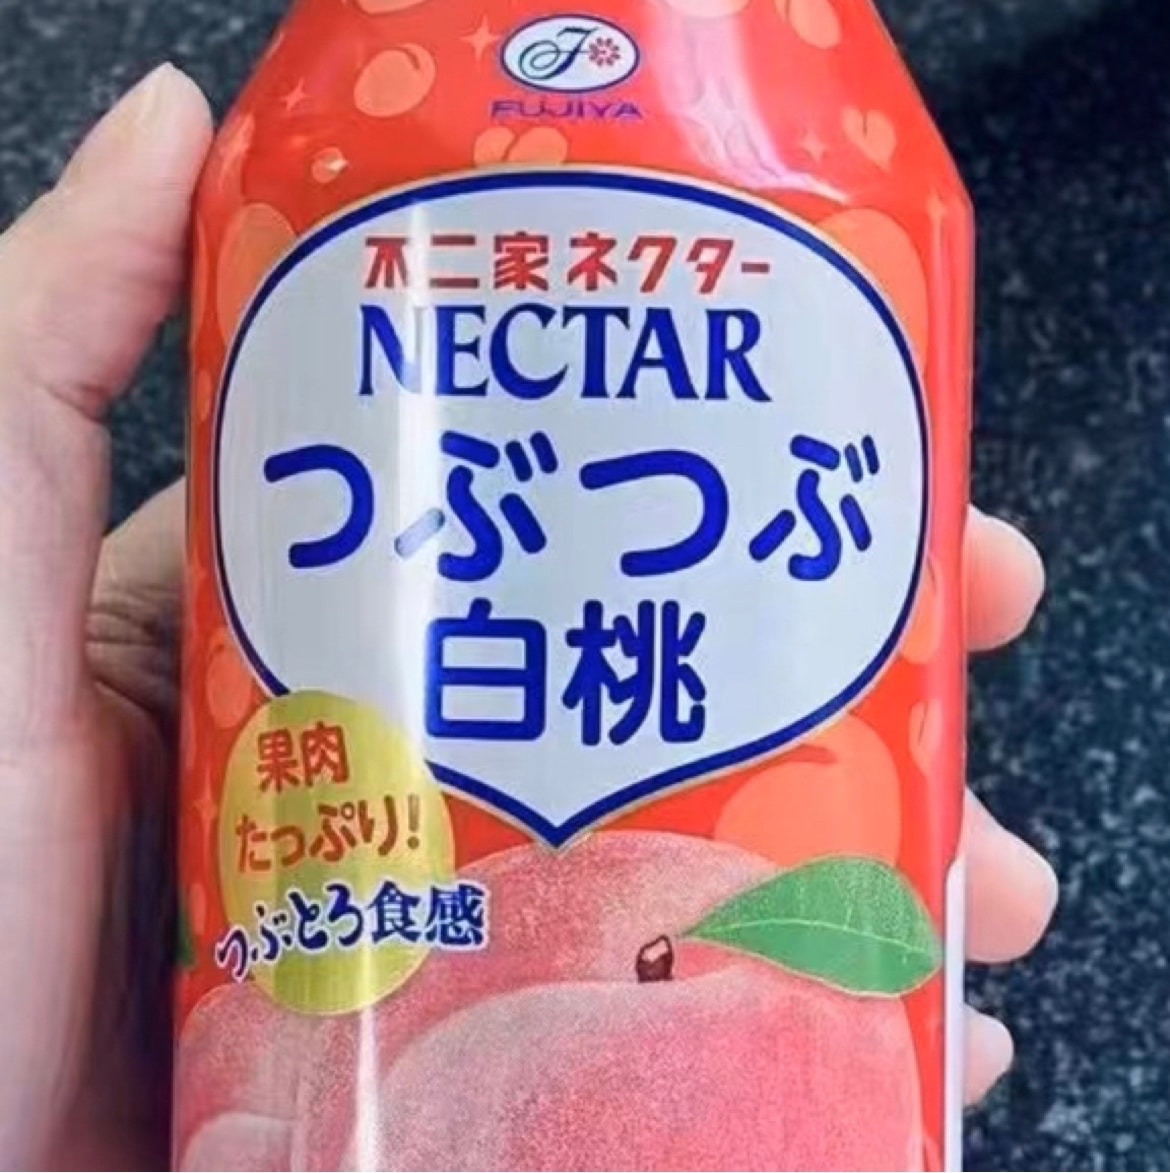 FUJIYA
不二家ネクター
NECTAR
つぶつぶ
白桃
果肉
たっぷり!
つぶとろ食感